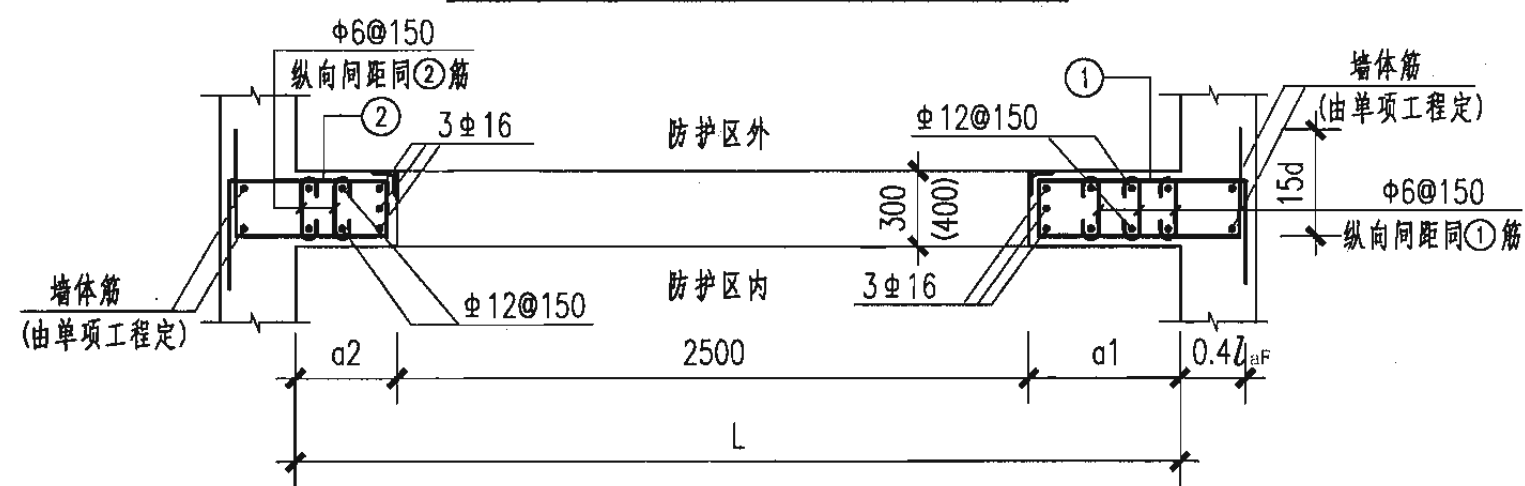 Φ6@150
纵向间距同②筋
②
3Φ16
防护区外
①
Φ12@150
墙体筋
(由单项工程定)
300
(400)
15d
Φ6@150
纵向间距同①筋
墙体筋
(由单项工程定)
Φ12@150
防护区内
3Φ16
a2
2500
a1
0.4laF
L